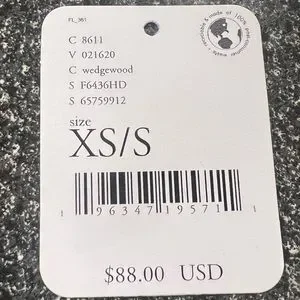 FL_361
C 8611
V 021620
C wedgewood
S F6436HD
S 65759912
size
XS/S
1 96347 19571 1
$88.00 USD